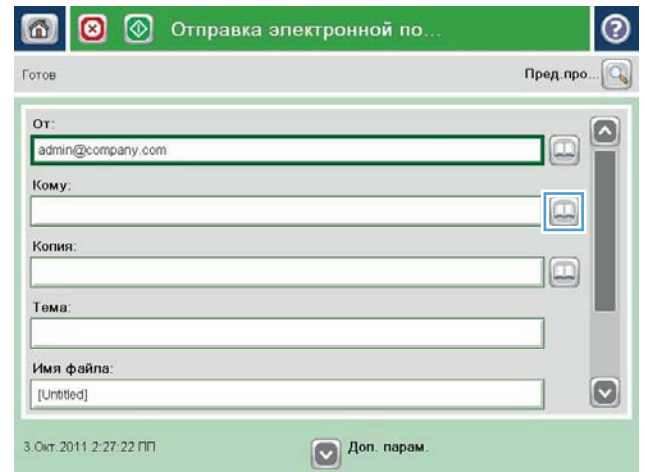 Отправка электронной по...
Готов
Пред.про...
От:
admin@company.com
Кому:
Копия:
Тема:
Имя файла:
[Untitled]
3.Окт.2011 2:27:22 ПП
Доп. парам.